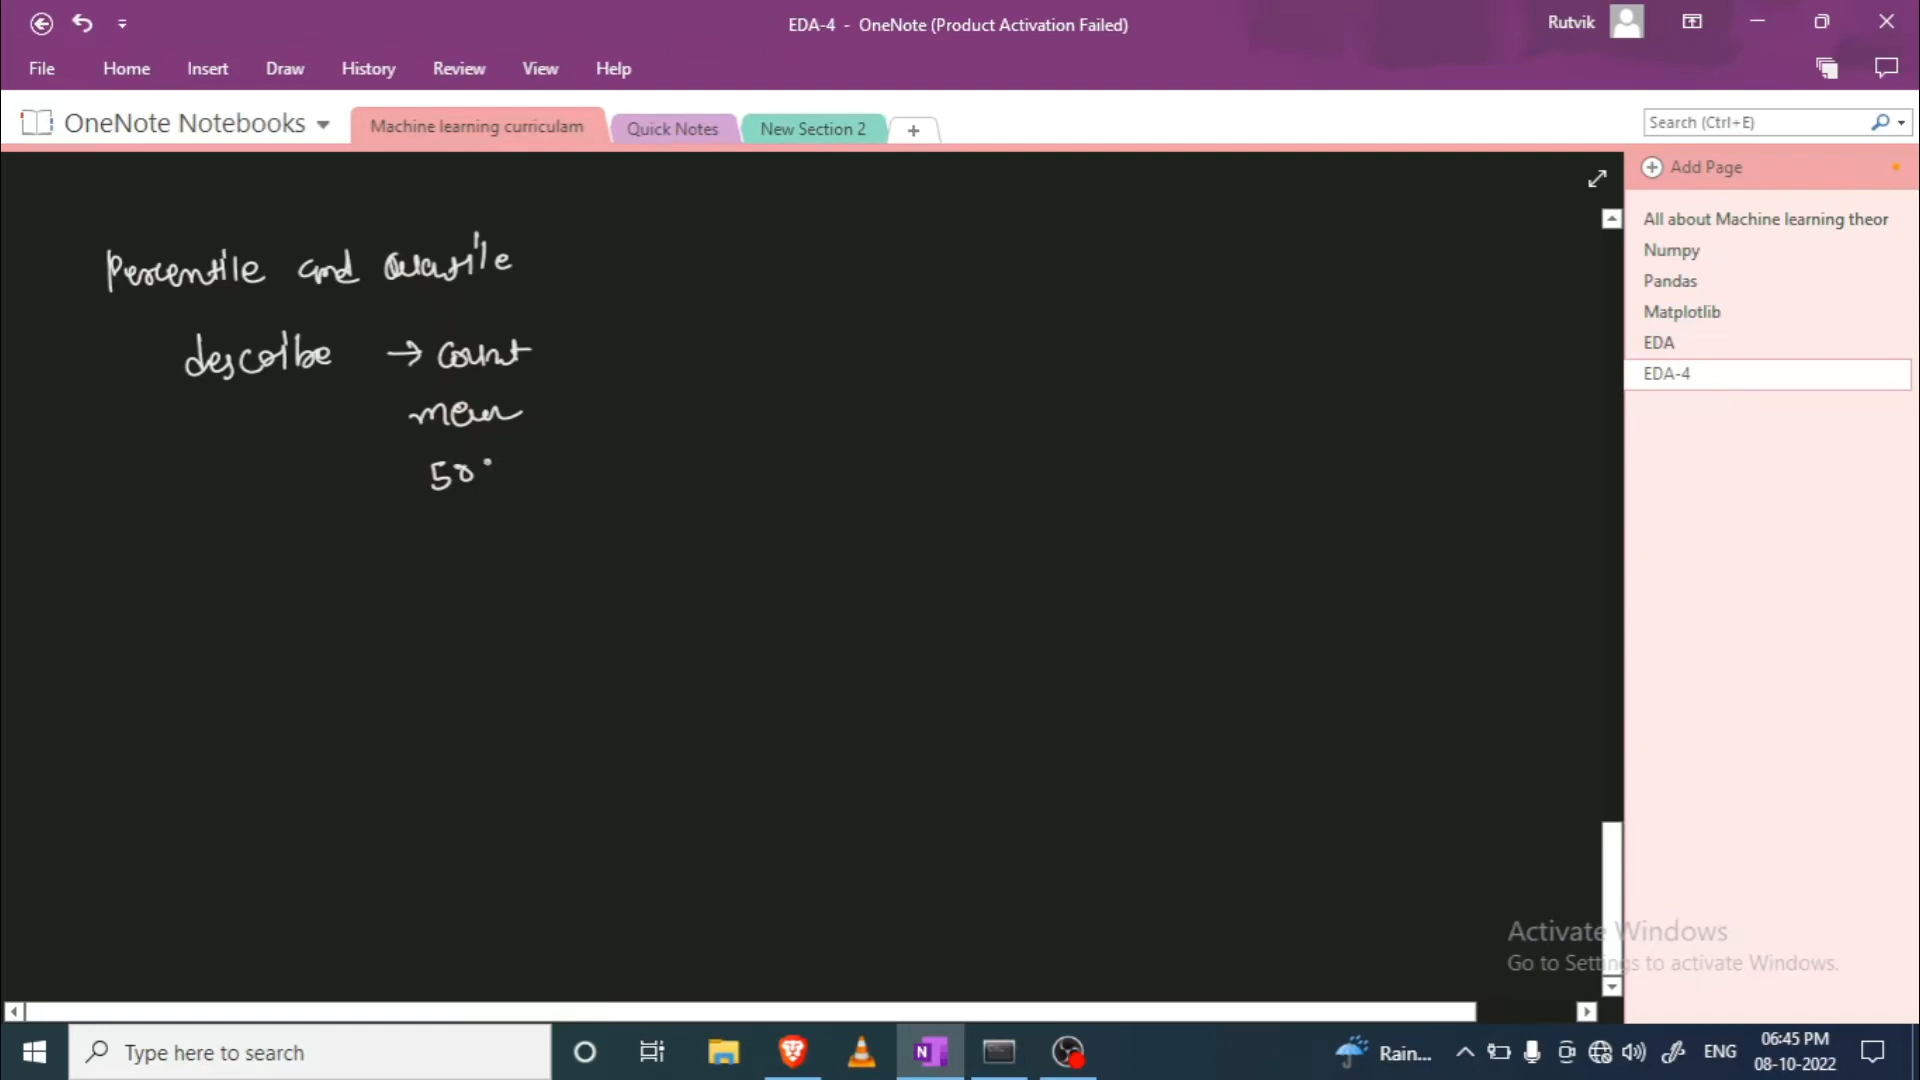 EDA-4 - OneNote (Product Activation Failed)
Rutvik
File Home Insert Draw History Review View Help
OneNote Notebooks
Machine learning curriculam
Quick Notes
New Section 2
Search (Ctrl+E)
Add Page
All about Machine learning theor
Numpy
Pandas
Matplotlib
EDA
EDA-4
Percentile and Quatile
describe → count
mean
50
Activate Windows
Go to Settings to activate Windows.
Type here to search
Rain...
ENG
06:45 PM
08-10-2022